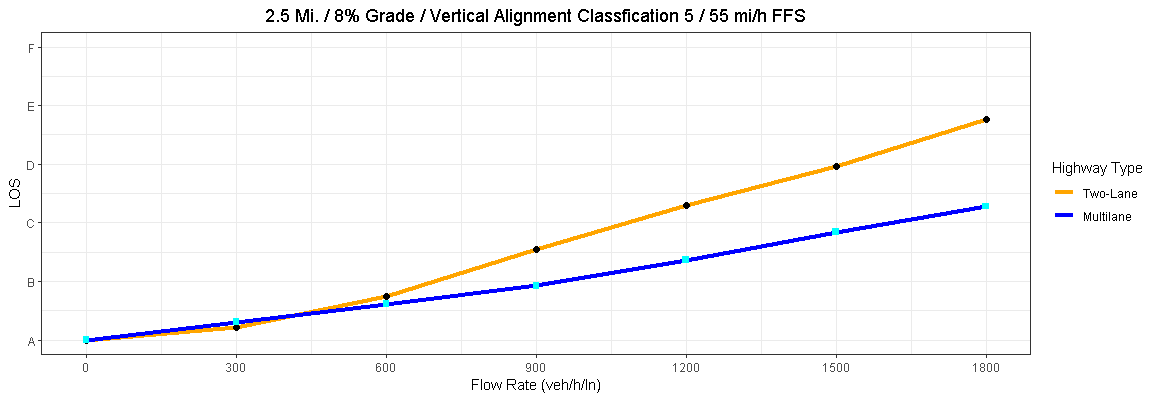 2.5 Mi. / 8% Grade / Vertical Alignment Classfication 5 / 55 mi/h FFS
F
E
D
C
B
A
LOS
0 300 600 900 1200 1500 1800
Flow Rate (veh/h/ln)
Highway Type
Two-Lane
Multilane